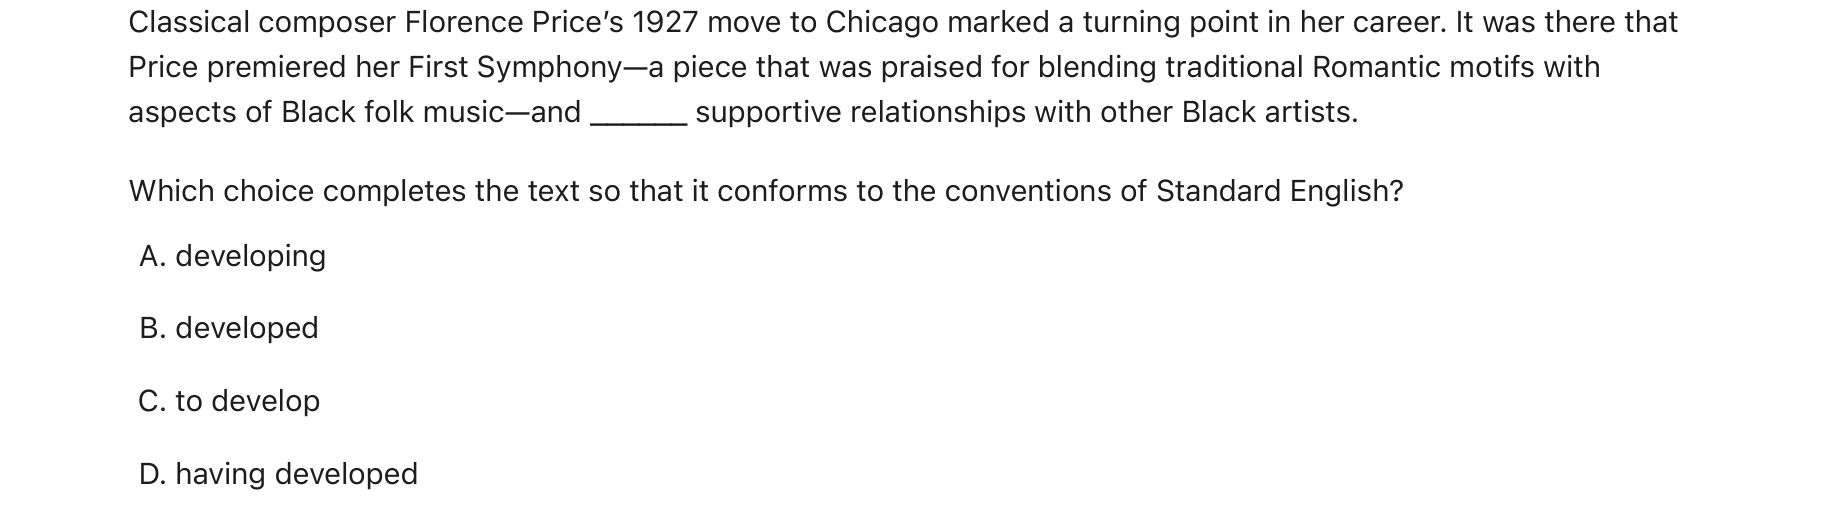 Classical composer Florence Price’s 1927 move to Chicago marked a turning point in her career. It was there that
Price premiered her First Symphony—a piece that was praised for blending traditional Romantic motifs with
aspects of Black folk music—and ______ supportive relationships with other Black artists.
Which choice completes the text so that it conforms to the conventions of Standard English?
A. developing
B. developed
C. to develop
D. having developed